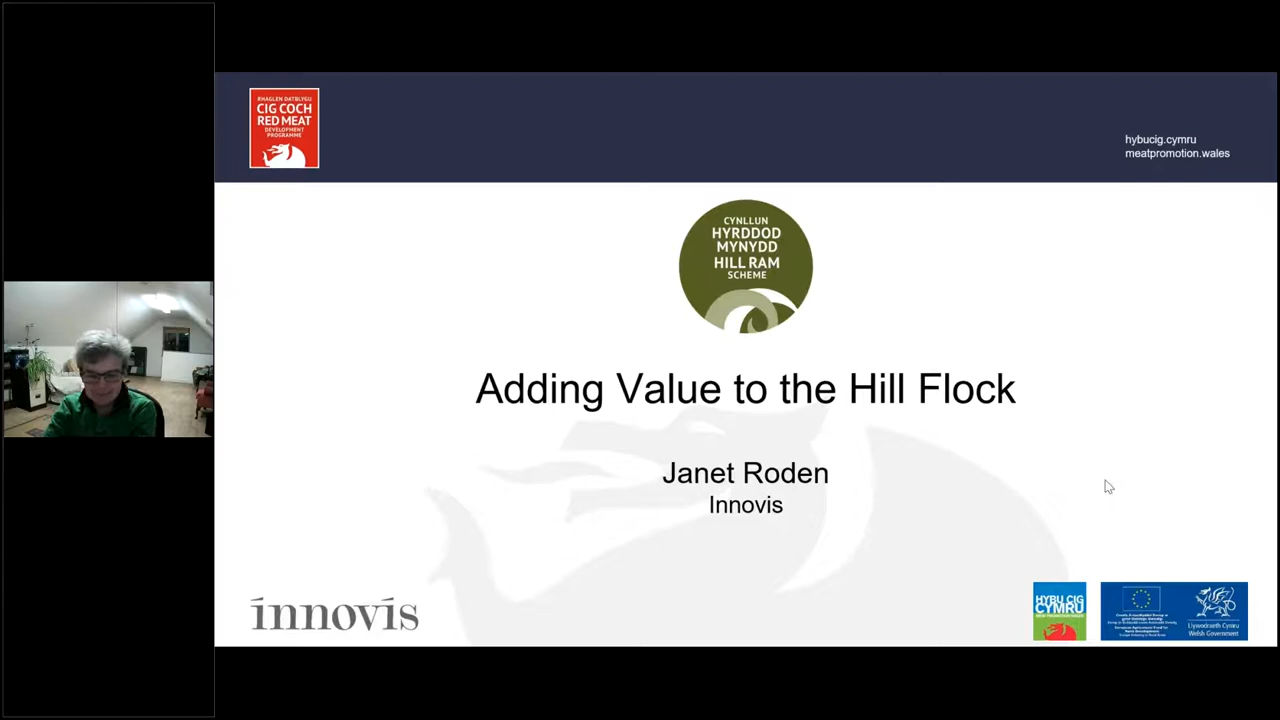 RHAGLEN DATBLYGU
CIG COCH
RED MEAT
DEVELOPMENT
PROGRAMME
hybucig.cymru
meatpromotion.wales
CYNLLUN
HYRDDOD
MYNYDD
HILL RAM
SCHEME
Adding Value to the Hill Flock
Janet Roden
Innovis
innovis
HYBU CIG
CYMRU
Llywodraeth Cymru
Welsh Government